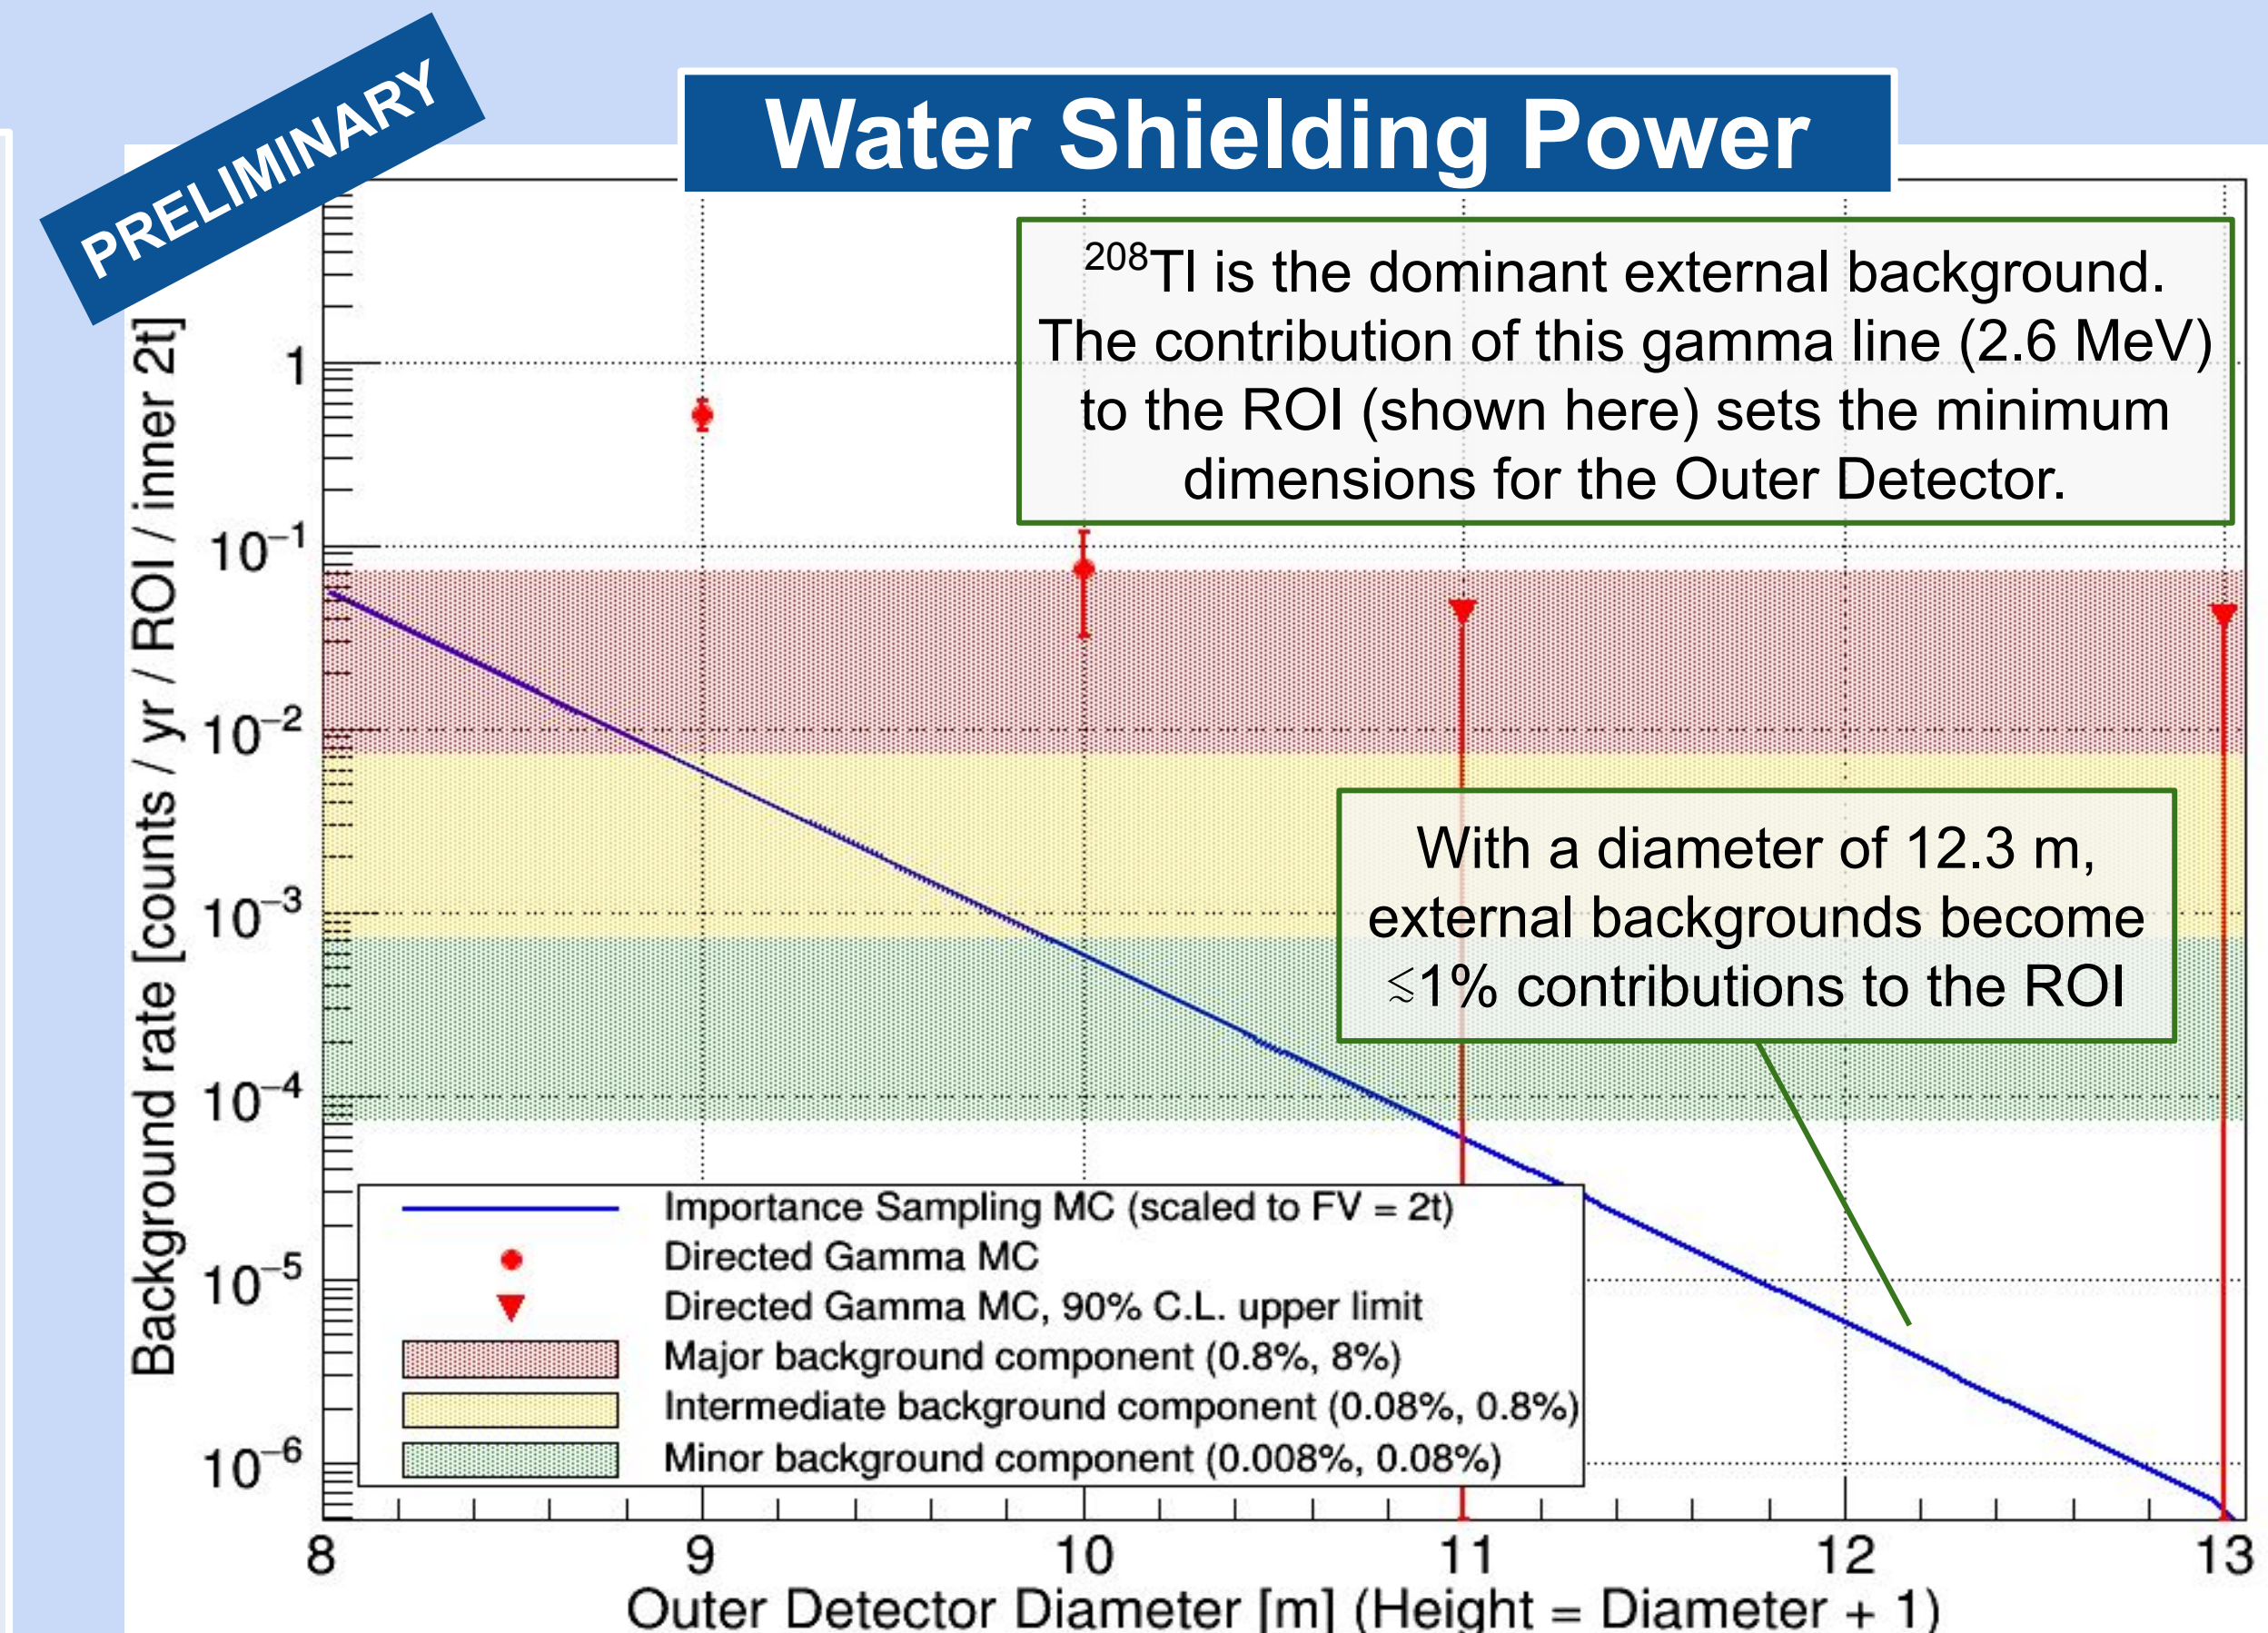 PRELIMINARY
Water Shielding Power
²⁰⁸Tl is the dominant external background.
The contribution of this gamma line (2.6 MeV)
to the ROI (shown here) sets the minimum
dimensions for the Outer Detector.
With a diameter of 12.3 m,
external backgrounds become
≲1% contributions to the ROI
Background rate [counts / yr / ROI / inner 2t]
1
10⁻¹
10⁻²
10⁻³
10⁻⁴
10⁻⁵
10⁻⁶
Importance Sampling MC (scaled to FV = 2t)
Directed Gamma MC
Directed Gamma MC, 90% C.L. upper limit
Major background component (0.8%, 8%)
Intermediate background component (0.08%, 0.8%)
Minor background component (0.008%, 0.08%)
8 9 10 11 12 13
Outer Detector Diameter [m] (Height = Diameter + 1)